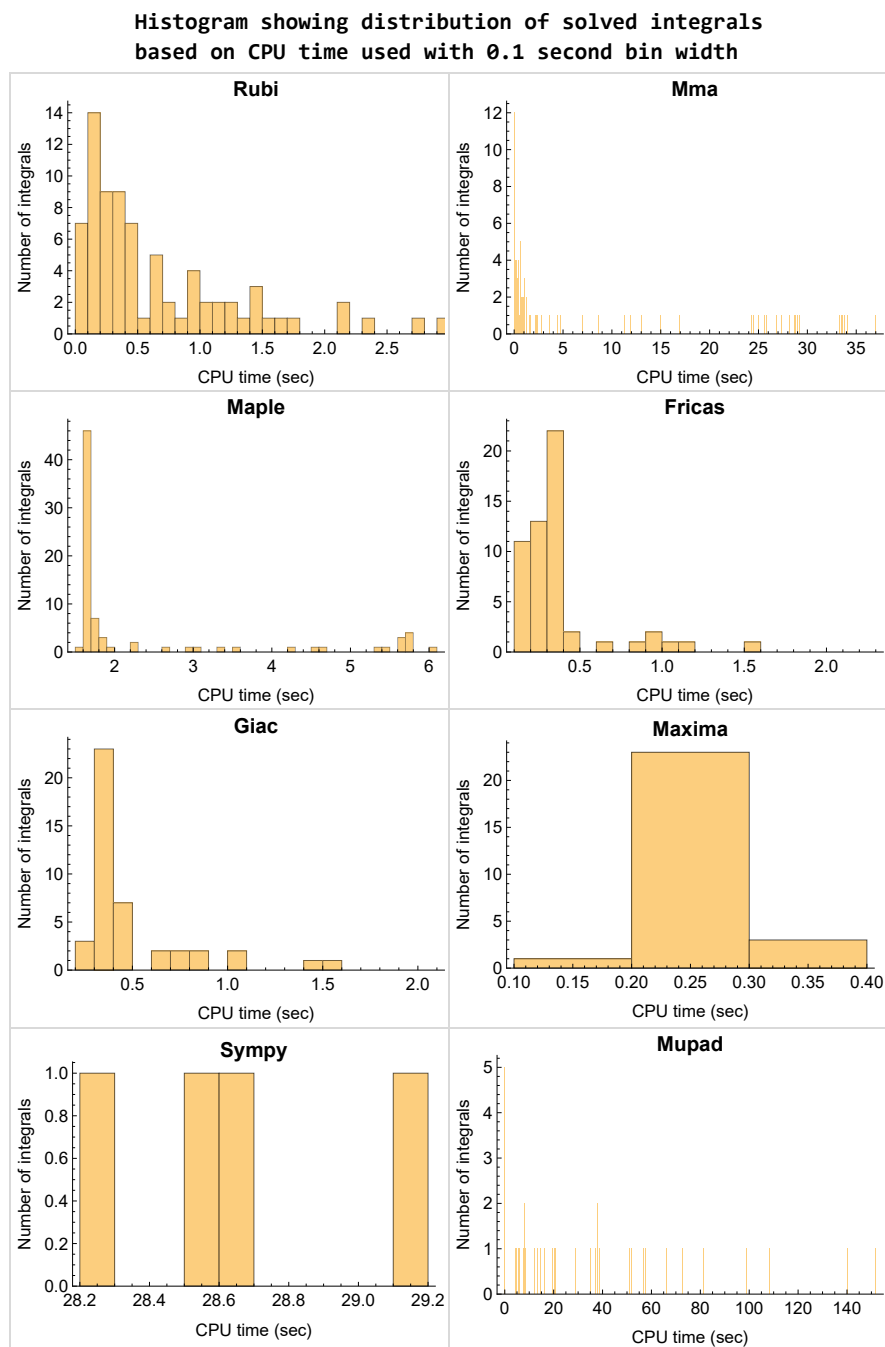 Histogram showing distribution of solved integrals
based on CPU time used with 0.1 second bin width
Rubi
Number of integrals
14
12
10
8
6
4
2
0
0.0 0.5 1.0 1.5 2.0 2.5
CPU time (sec)
Mma
Number of integrals
12
10
8
6
4
2
0
0 5 10 15 20 25 30 35
CPU time (sec)
Maple
Number of integrals
40
30
20
10
0
2 3 4 5 6
CPU time (sec)
Fricas
Number of integrals
20
15
10
5
0
0.5 1.0 1.5 2.0
CPU time (sec)
Giac
Number of integrals
20
15
10
5
0
0.5 1.0 1.5 2.0
CPU time (sec)
Maxima
Number of integrals
20
15
10
5
0
0.10 0.15 0.20 0.25 0.30 0.35 0.40
CPU time (sec)
Sympy
Number of integrals
1.0
0.8
0.6
0.4
0.2
0.0
28.2 28.4 28.6 28.8 29.0 29.2
CPU time (sec)
Mupad
Number of integrals
5
4
3
2
1
0
0 20 40 60 80 100 120 140
CPU time (sec)